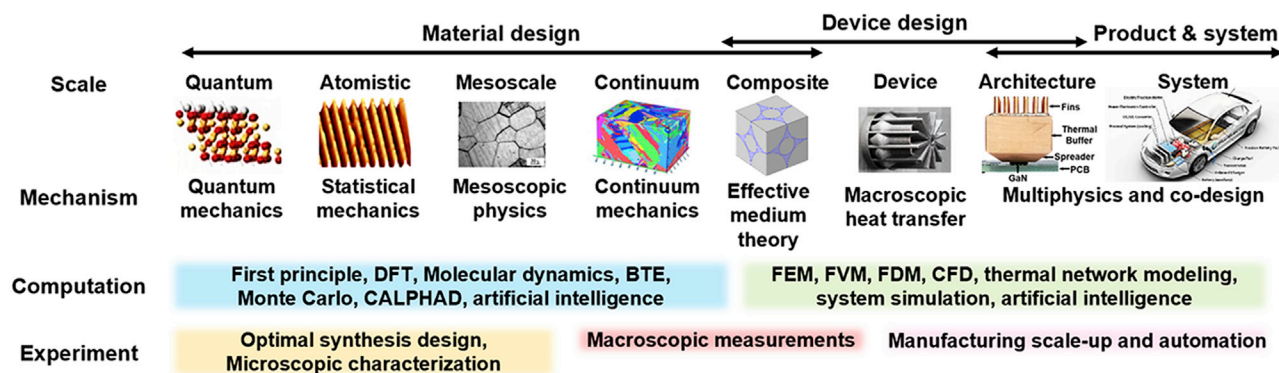 Material design
Device design
Product & system
Scale
Quantum
Atomistic
Mesoscale
Continuum
Composite
Device
Architecture
System
Fins
Thermal
Buffer
Spreader
PCB
GaN
Mechanism
Quantum
mechanics
Statistical
mechanics
Mesoscopic
physics
Continuum
mechanics
Effective
medium
theory
Macroscopic
heat transfer
Multiphysics and co-design
Computation
First principle, DFT, Molecular dynamics, BTE,
Monte Carlo, CALPHAD, artificial intelligence
FEM, FVM, FDM, CFD, thermal network modeling,
system simulation, artificial intelligence
Experiment
Optimal synthesis design,
Microscopic characterization
Macroscopic measurements
Manufacturing scale-up and automation